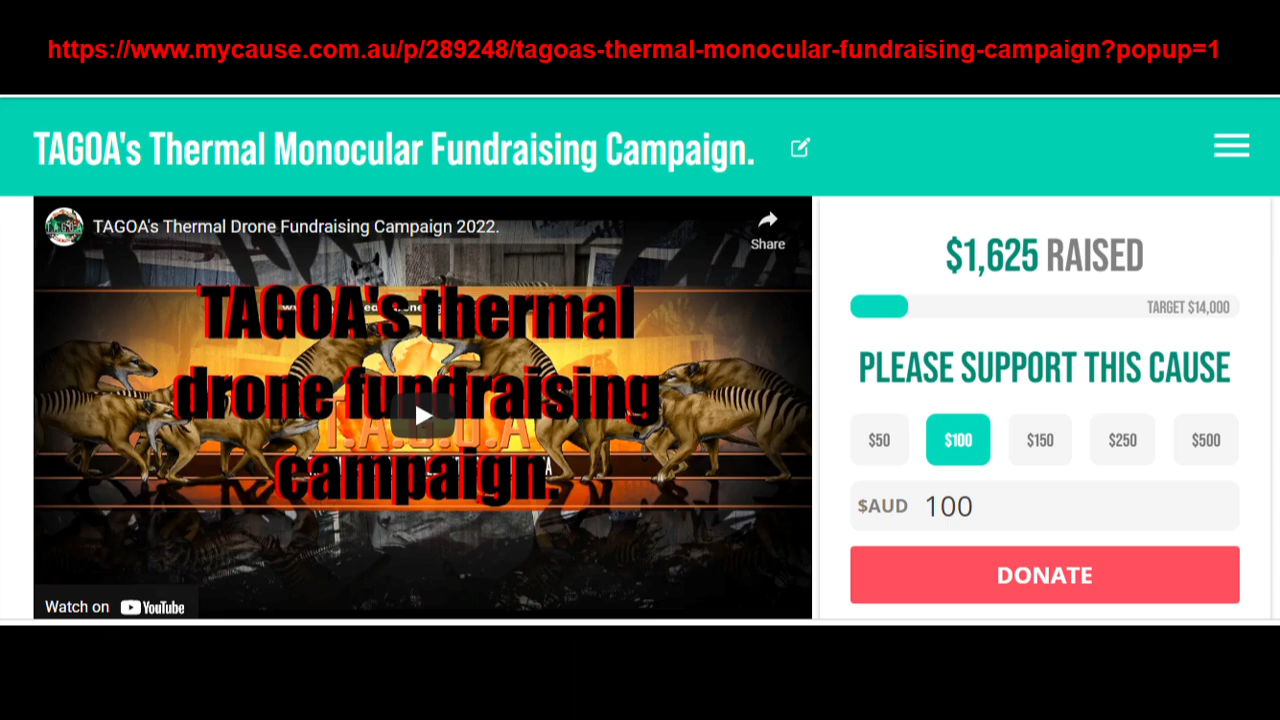 https://www.mycause.com.au/p/289248/tagoas-thermal-monocular-fundraising-campaign?popup=1
TAGOA's Thermal Monocular Fundraising Campaign.
TAGOA's Thermal Drone Fundraising Campaign 2022.
Share
TAGOA's thermal
drone fundraising
T.A.G.O.A
campaign.
Watch on YouTube
$1,625 RAISED
TARGET $14,000
PLEASE SUPPORT THIS CAUSE
$50 $100 $150 $250 $500
$AUD 100
DONATE